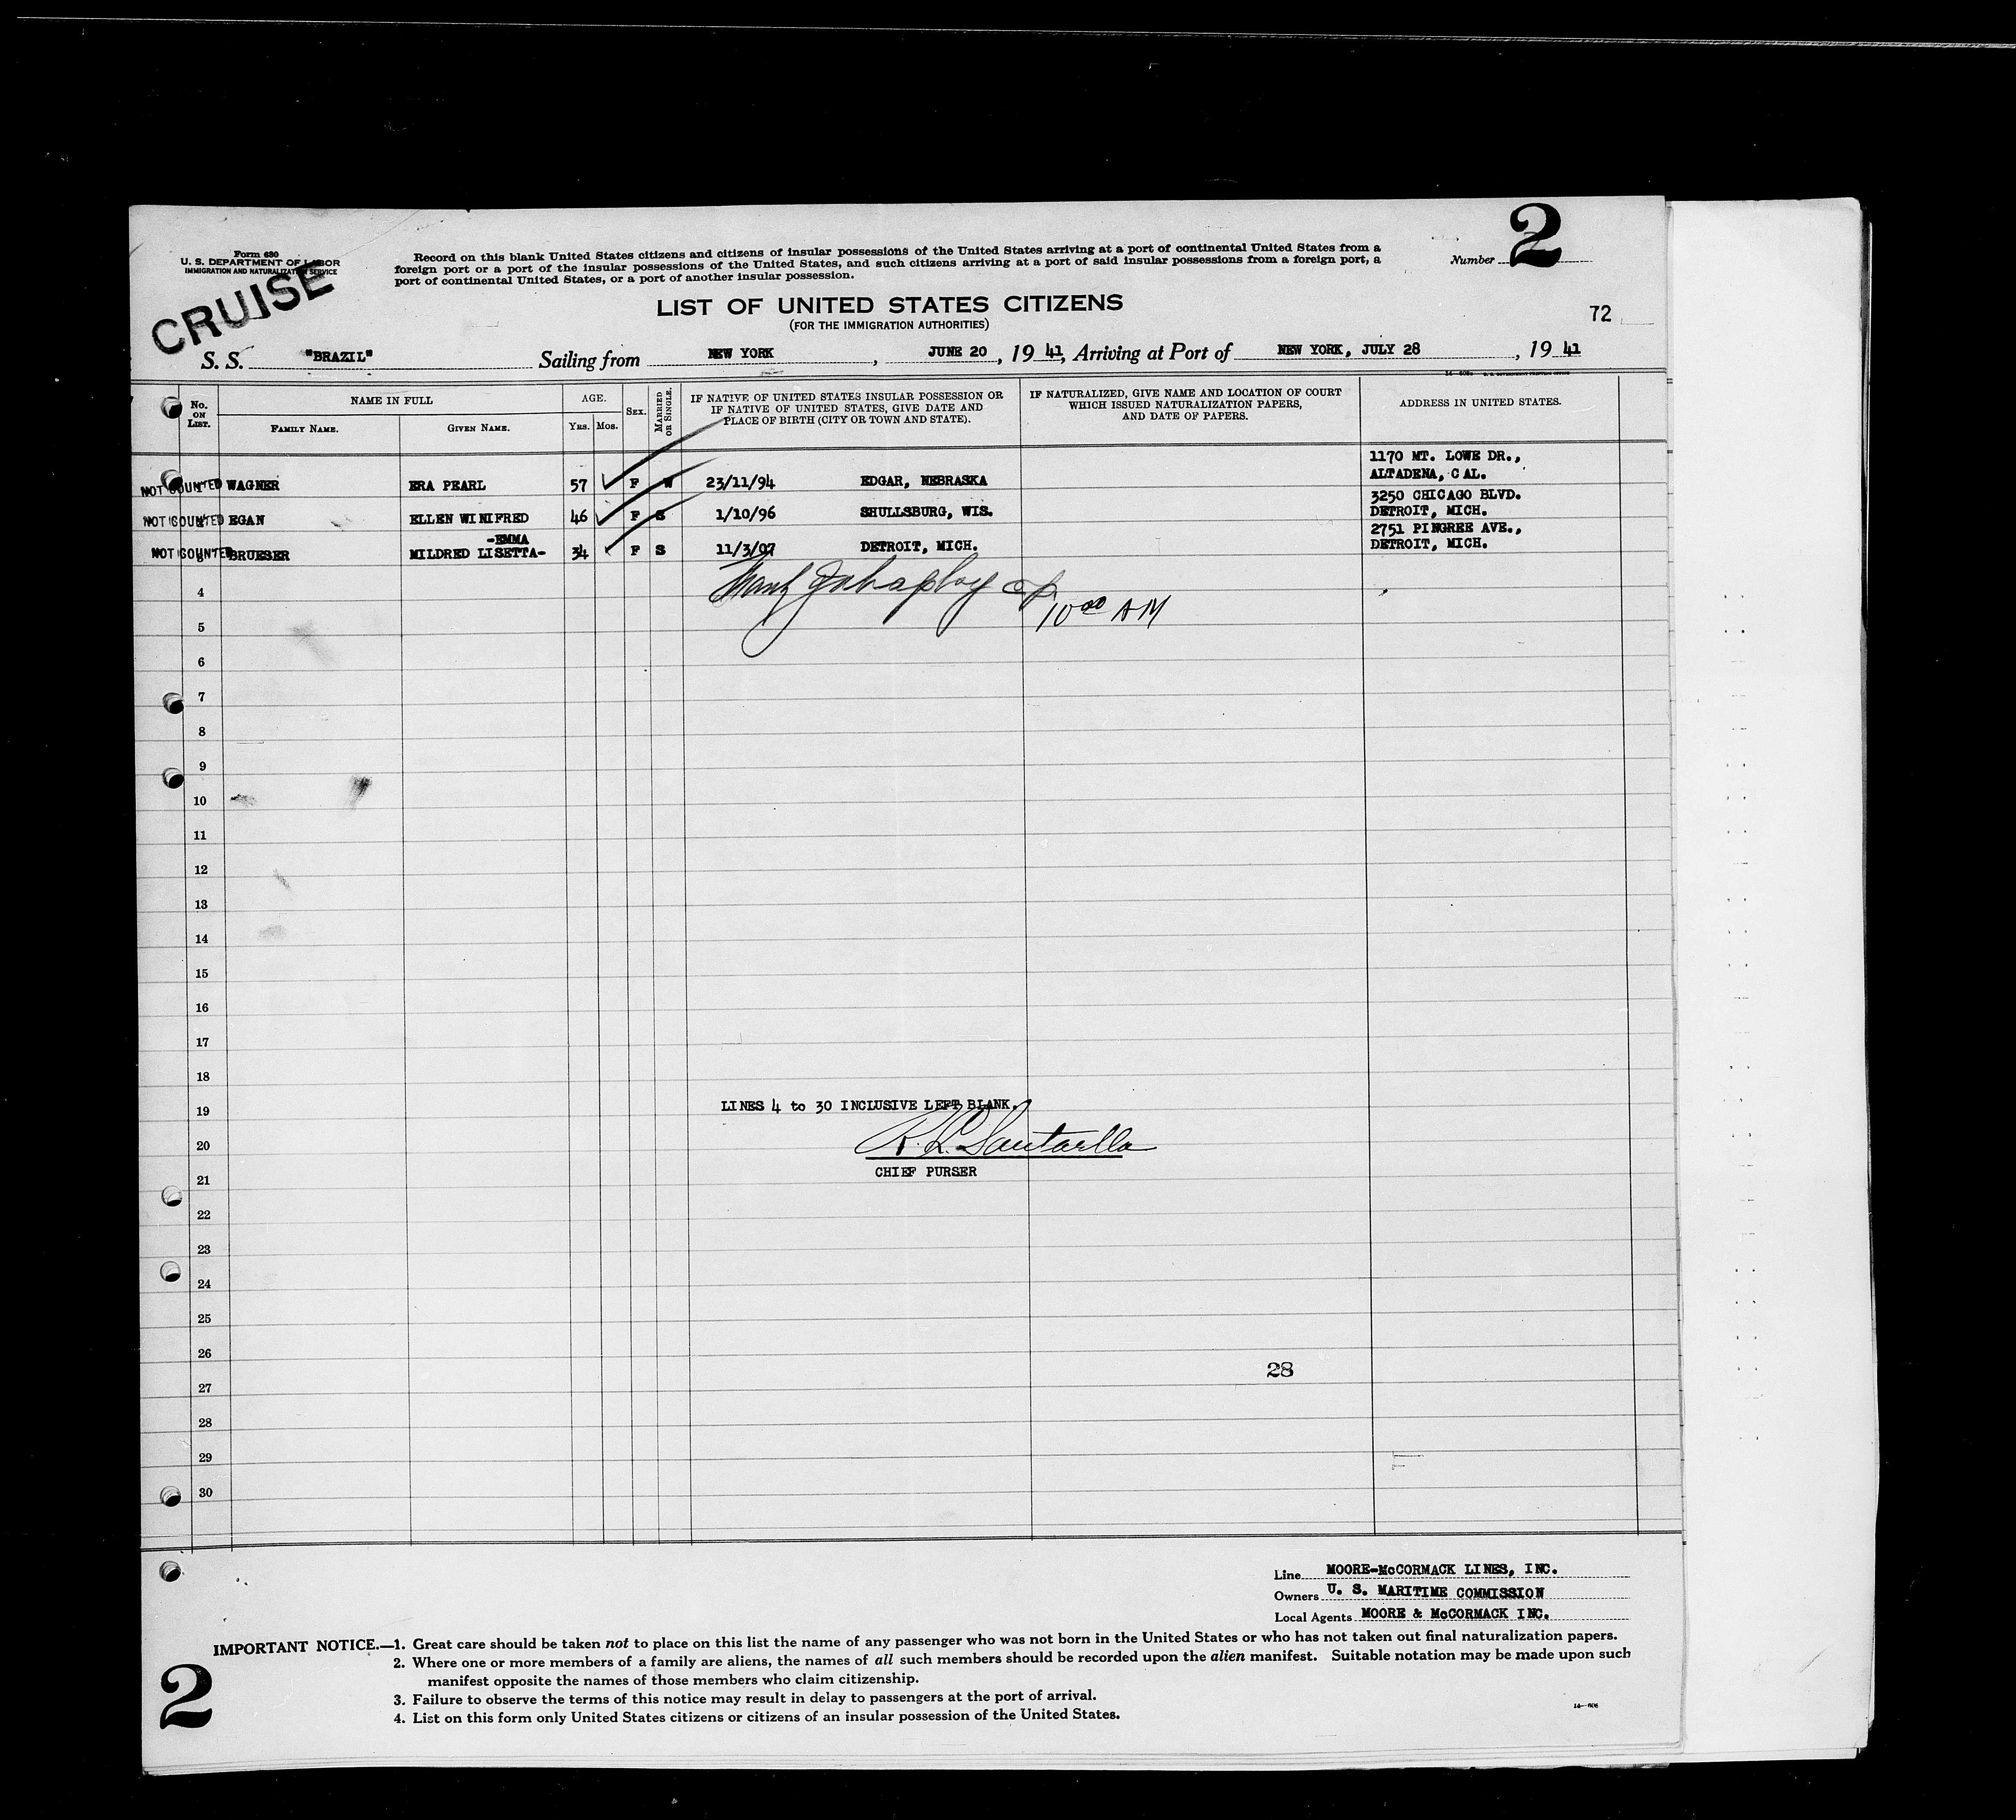 Form 630
U. S. DEPARTMENT OF LABOR
IMMIGRATION AND NATURALIZATION SERVICE
CRUISE
Record on this blank United States citizens and citizens of insular possessions of the United States arriving at a port of continental United States from a
foreign port or a port of the insular possessions of the United States, and such citizens arriving at a port of said insular possessions from a foreign port, a
port of continental United States, or a port of another insular possession.
Number 2
LIST OF UNITED STATES CITIZENS
(FOR THE IMMIGRATION AUTHORITIES)
72
S. S. "BRAZIL" Sailing from NEW YORK, JUNE 20, 19 41, Arriving at Port of NEW YORK, JULY 28, 19 41
No. ON LIST.
NAME IN FULL
FAMILY NAME.
GIVEN NAME.
AGE.
YRS. MOS.
SEX.
MARRIED OR SINGLE.
IF NATIVE OF UNITED STATES INSULAR POSSESSION OR
IF NATIVE OF UNITED STATES, GIVE DATE AND
PLACE OF BIRTH (CITY OR TOWN AND STATE).
IF NATURALIZED, GIVE NAME AND LOCATION OF COURT
WHICH ISSUED NATURALIZATION PAPERS,
AND DATE OF PAPERS.
ADDRESS IN UNITED STATES.
1170 MT. LOWE DR.,
NOT COUNTED WAGNER ERA PEARL 57 F W 23/11/94 EDGAR, NEBRASKA ALTADENA, CAL.
3250 CHICAGO BLVD.
NOT COUNTED EGAN ELLEN WINIFRED 46 F S 1/10/96 SHULLSBURG, WIS. DETROIT, MICH.
-EMMA 2751 PINGREE AVE.,
NOT COUNTED BRUESER MILDRED LISETTA- 34 F S 11/3/07 DETROIT, MICH. DETROIT, MICH.
4
10 00 AM
5
6
7
8
9
10
11
12
13
14
15
16
17
18
19 LINES 4 to 30 INCLUSIVE LEFT BLANK.
20 R. L. Santaella
CHIEF PURSER
21
22
23
24
25
26
28
27
28
29
30
Line MOORE-McCORMACK LINES, INC.
Owners U. S. MARITIME COMMISSION
Local Agents MOORE & McCORMACK INC.
IMPORTANT NOTICE.—1. Great care should be taken not to place on this list the name of any passenger who was not born in the United States or who has not taken out final naturalization papers.
2. Where one or more members of a family are aliens, the names of all such members should be recorded upon the alien manifest. Suitable notation may be made upon such
manifest opposite the names of those members who claim citizenship.
3. Failure to observe the terms of this notice may result in delay to passengers at the port of arrival.
4. List on this form only United States citizens or citizens of an insular possession of the United States.
2